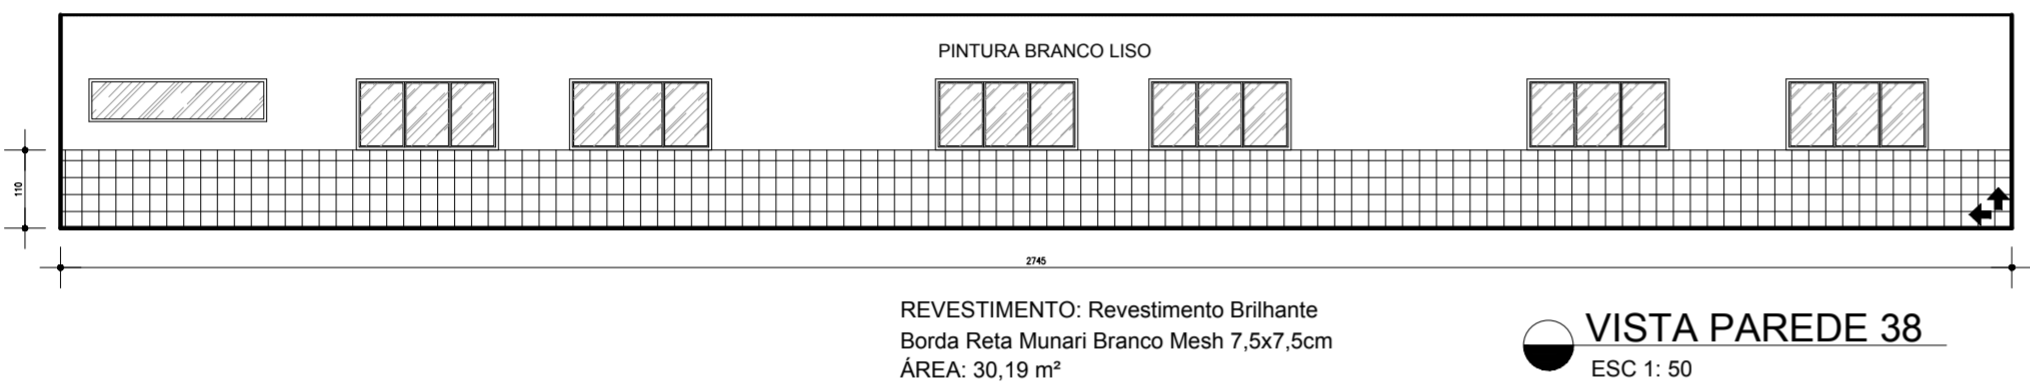 PINTURA BRANCO LISO
110
2745
REVESTIMENTO: Revestimento Brilhante
Borda Reta Munari Branco Mesh 7,5x7,5cm
ÁREA: 30,19 m²
VISTA PAREDE 38
ESC 1: 50